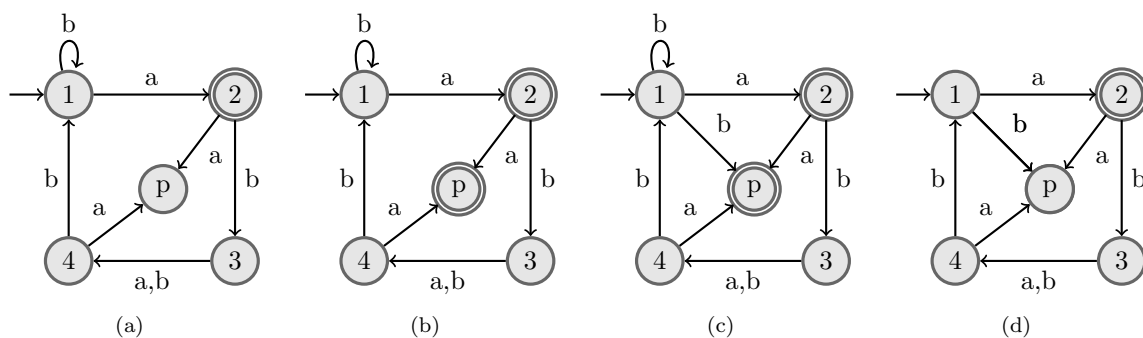 b b b
1 a 2 1 a 2 1 a 2 1 a 2
b b
a a a a
p b p b p b p b
b b b b
a a a a
4 3 4 3 4 3 4 3
a,b a,b a,b a,b
(a) (b) (c) (d)